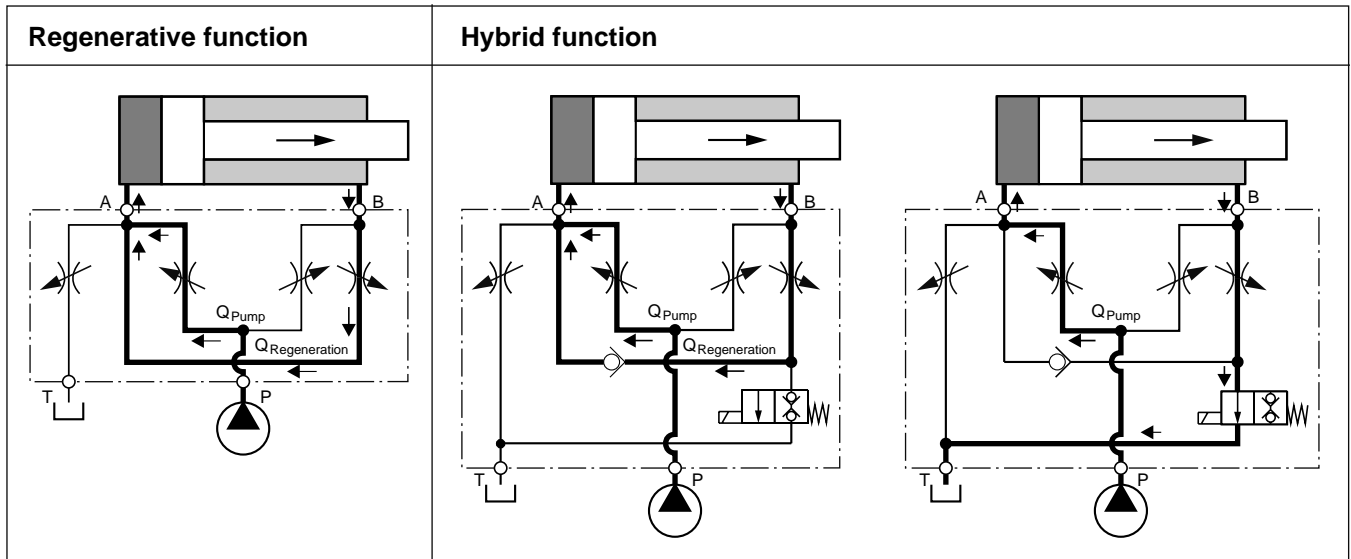 Regenerative function
Hybrid function
A
B
QPump
QRegeneration
T
P
A
B
QPump
QRegeneration
T
P
A
B
QPump
T
P